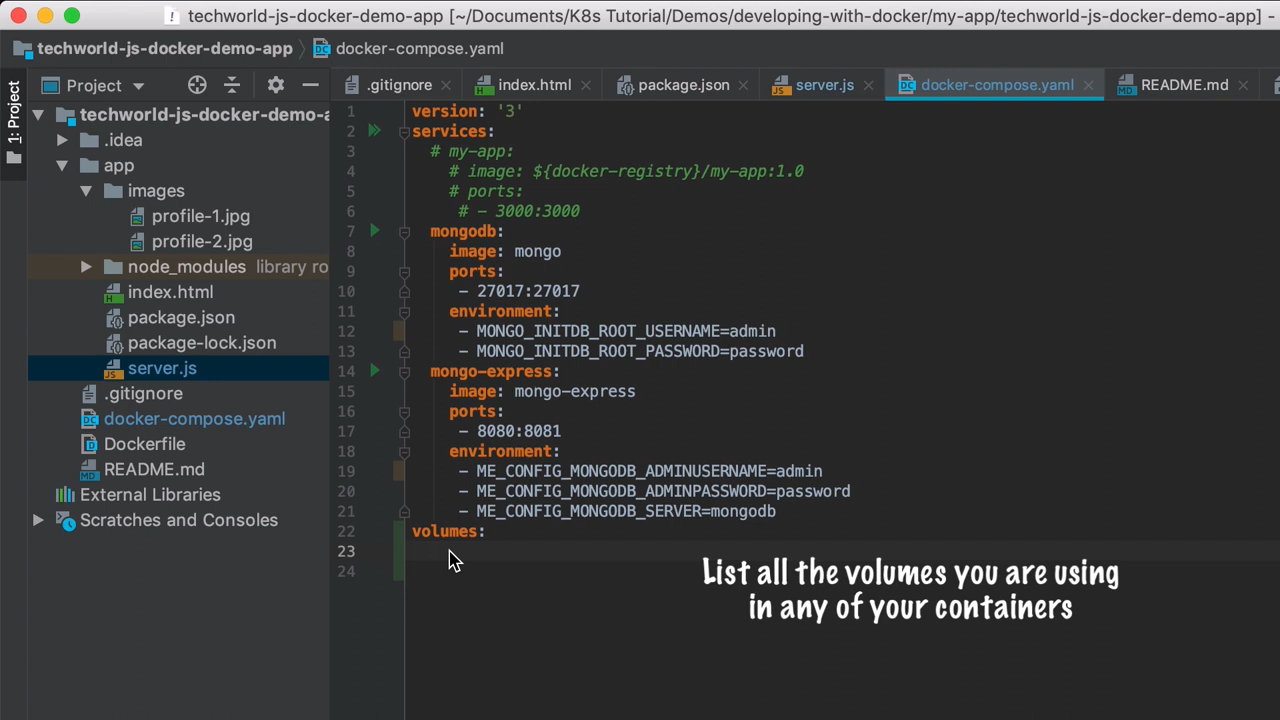 techworld-js-docker-demo-app [~/Documents/K8s Tutorial/Demos/developing-with-docker/my-app/techworld-js-docker-demo-app] -
techworld-js-docker-demo-app
docker-compose.yaml
1: Project
Project
.gitignore
index.html
package.json
server.js
docker-compose.yaml
README.md
techworld-js-docker-demo-a
.idea
app
images
profile-1.jpg
profile-2.jpg
node_modules library ro
index.html
package.json
package-lock.json
server.js
.gitignore
docker-compose.yaml
Dockerfile
README.md
External Libraries
Scratches and Consoles
1 version: '3'
2 services:
3 # my-app:
4 # image: ${docker-registry}/my-app:1.0
5 # ports:
6 # - 3000:3000
7 mongodb:
8 image: mongo
9 ports:
10 - 27017:27017
11 environment:
12 - MONGO_INITDB_ROOT_USERNAME=admin
13 - MONGO_INITDB_ROOT_PASSWORD=password
14 mongo-express:
15 image: mongo-express
16 ports:
17 - 8080:8081
18 environment:
19 - ME_CONFIG_MONGODB_ADMINUSERNAME=admin
20 - ME_CONFIG_MONGODB_ADMINPASSWORD=password
21 - ME_CONFIG_MONGODB_SERVER=mongodb
22 volumes:
23
24
List all the volumes you are using
in any of your containers